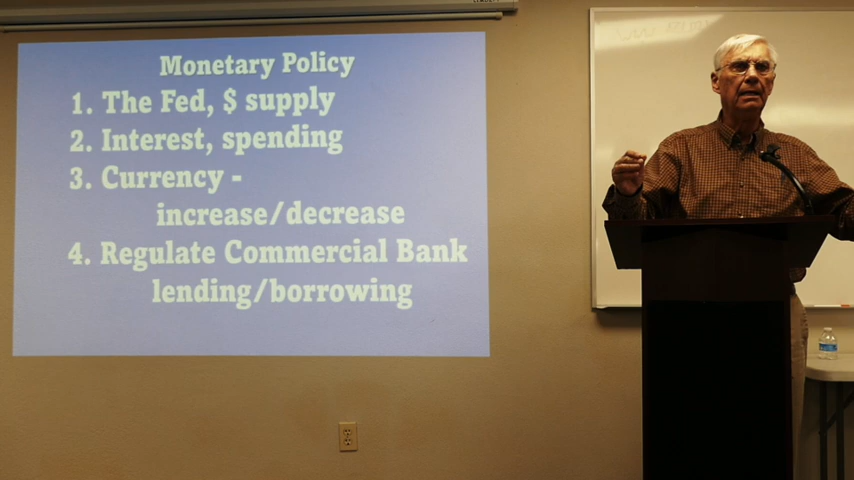 Monetary Policy
1. The Fed, $ supply
2. Interest, spending
3. Currency -
increase/decrease
4. Regulate Commercial Bank
lending/borrowing